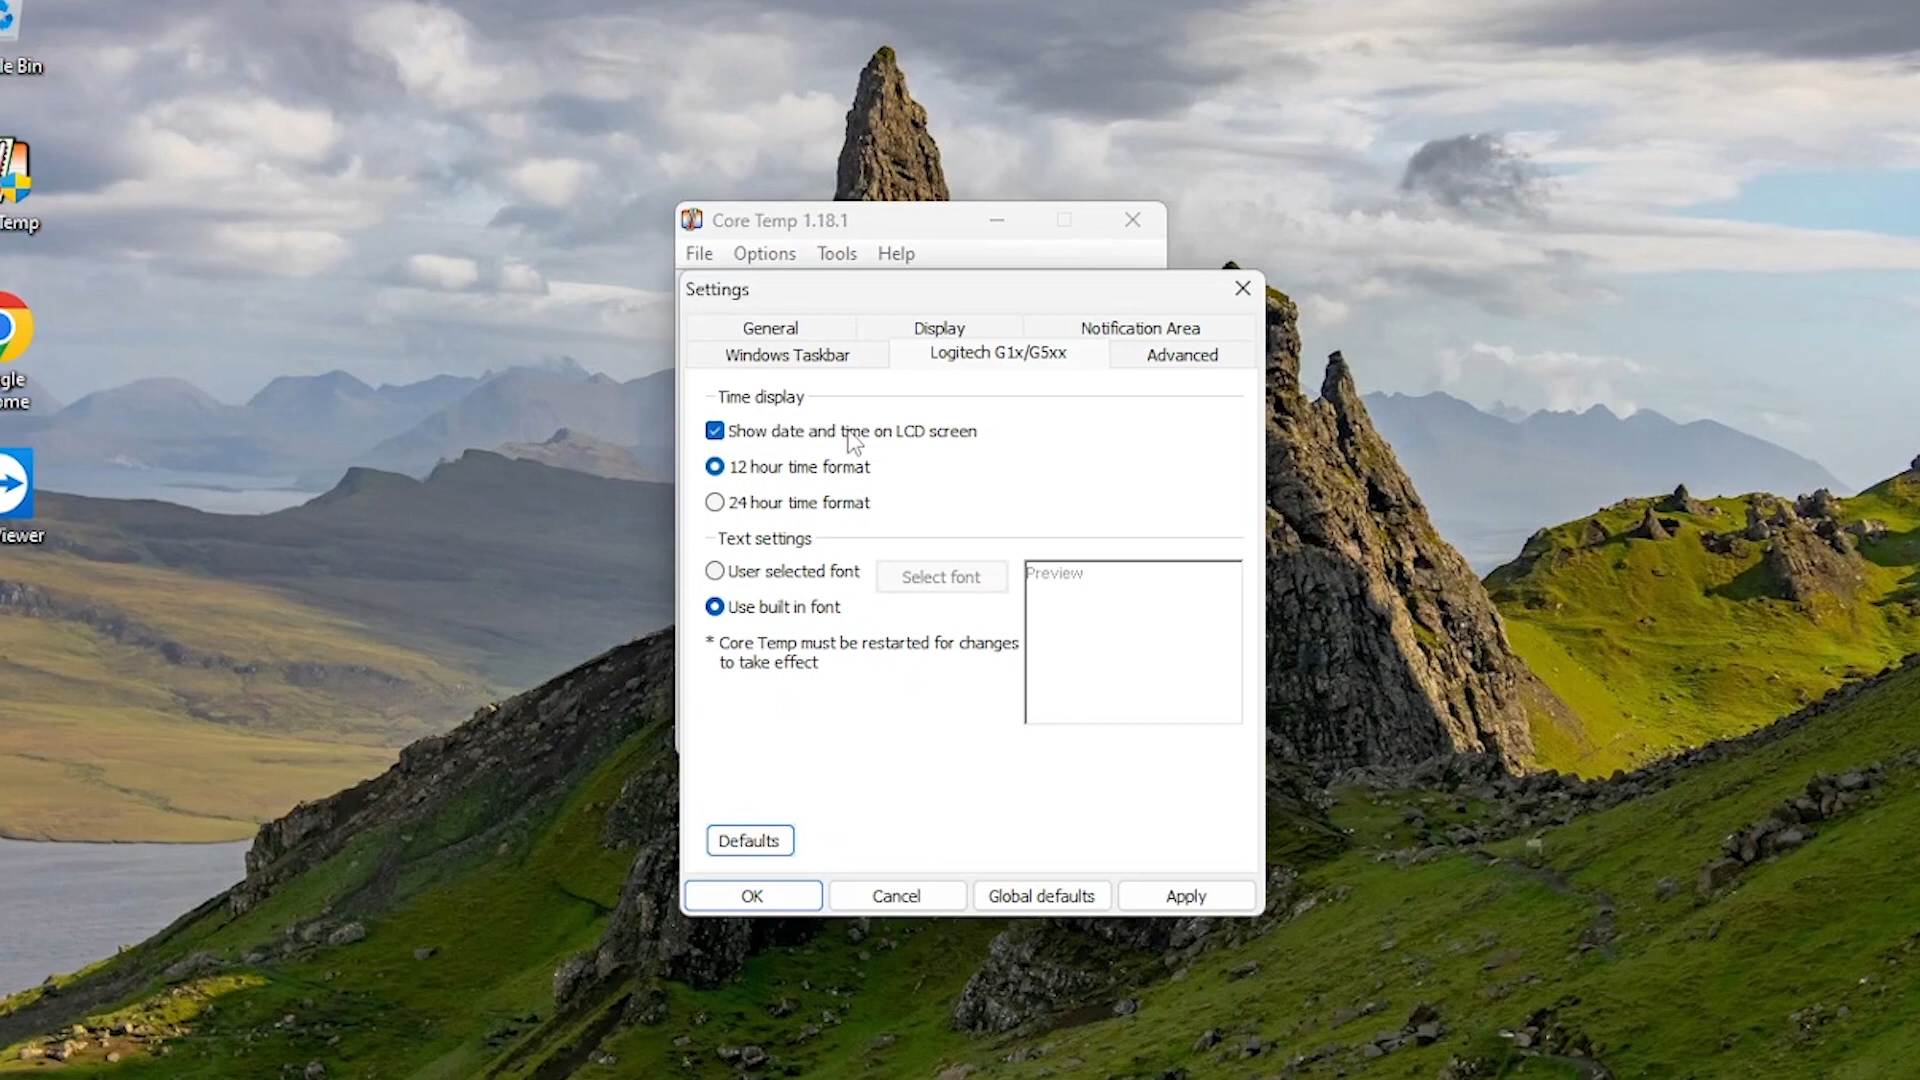 le Bin
Temp
gle
ome
iewer
Core Temp 1.18.1
File Options Tools Help
Settings
General Display Notification Area
Windows Taskbar Logitech G1x/G5xx Advanced
Time display
Show date and time on LCD screen
12 hour time format
24 hour time format
Text settings
User selected font Select font Preview
Use built in font
* Core Temp must be restarted for changes
to take effect
Defaults
OK Cancel Global defaults Apply